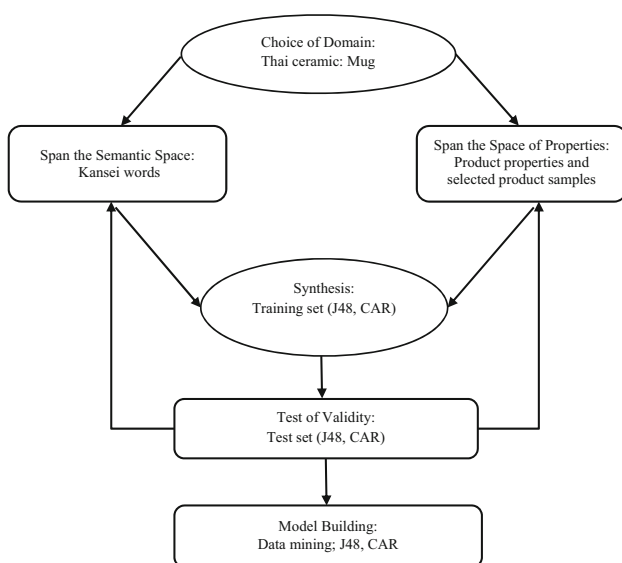 Choice of Domain:
Thai ceramic: Mug
Span the Semantic Space:
Kansei words
Span the Space of Properties:
Product properties and
selected product samples
Synthesis:
Training set (J48, CAR)
Test of Validity:
Test set (J48, CAR)
Model Building:
Data mining; J48, CAR